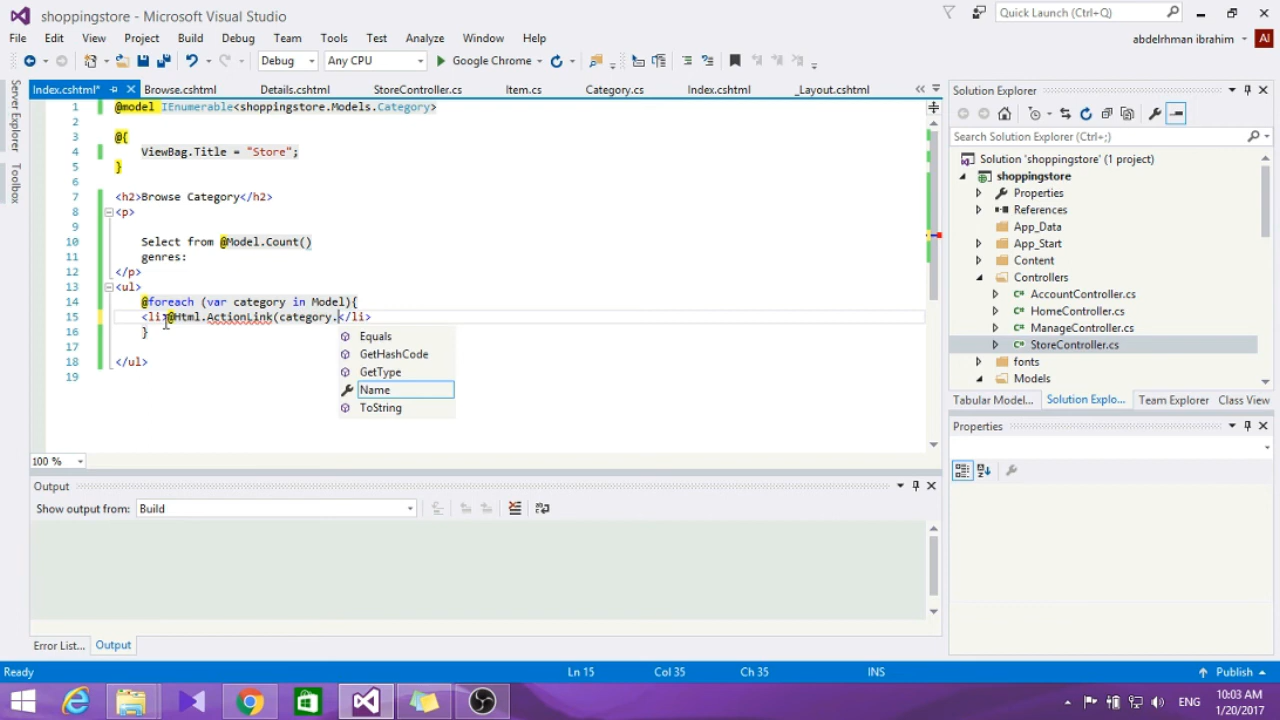 shoppingstore - Microsoft Visual Studio
Quick Launch (Ctrl+Q)
File Edit View Project Build Debug Team Tools Test Analyze Window Help
abdelrhman ibrahim AI
Debug Any CPU Google Chrome
Server Explorer
Toolbox
Index.cshtml* Browse.cshtml Details.cshtml StoreController.cs Item.cs Category.cs Index.cshtml _Layout.cshtml
1 @model IEnumerable<shoppingstore.Models.Category>
2
3 @{
4 ViewBag.Title = "Store";
5 }
6
7 <h2>Browse Category</h2>
8 <p>
9
10 Select from @Model.Count()
11 genres:
12 </p>
13 <ul>
14 @foreach (var category in Model){
15 <li>@Html.ActionLink(category.</li>
16 }
17
18 </ul>
19
Equals
GetHashCode
GetType
Name
ToString
100 %
Output
Show output from: Build
Error List... Output
Solution Explorer
Search Solution Explorer (Ctrl+;)
Solution 'shoppingstore' (1 project)
shoppingstore
Properties
References
App_Data
App_Start
Content
Controllers
C# AccountController.cs
C# HomeController.cs
C# ManageController.cs
C# StoreController.cs
fonts
Models
Tabular Model... Solution Explo... Team Explorer Class View
Properties
Ready Ln 15 Col 35 Ch 35 INS Publish
ENG
10:03 AM
1/20/2017